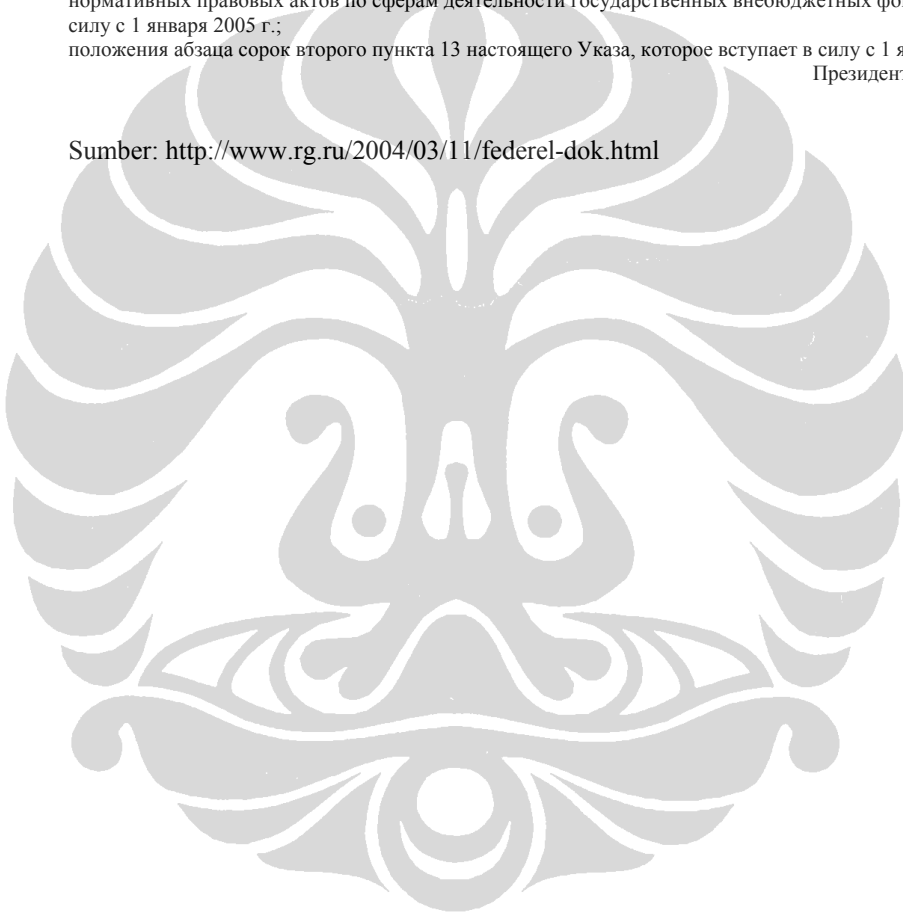 нормативных правовых актов по сферам деятельности государственных внебюджетных
силу с 1 января 2005 г.;
положения абзаца сорок второго пункта 13 настоящего Указа, которое вступает в силу с 1
Президент
Sumber: http://www.rg.ru/2004/03/11/federel-dok.html